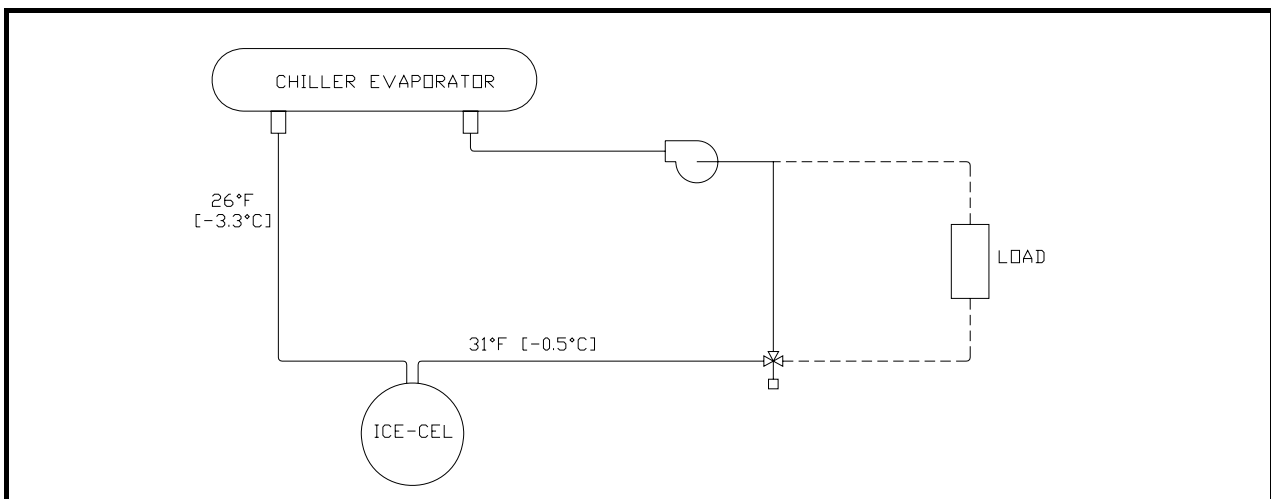 CHILLER EVAPORATOR
26°F
[-3.3°C]
LOAD
31°F [-0.5°C]
ICE-CEL